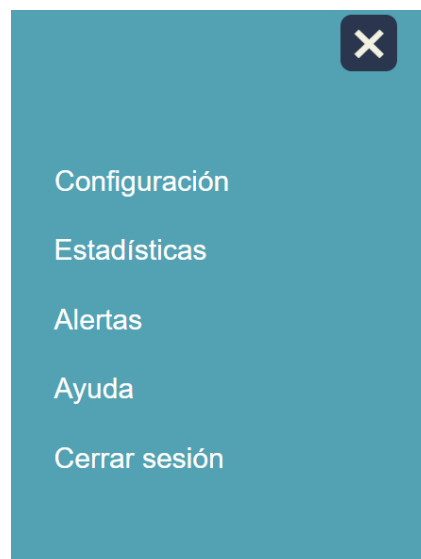 Configuración
Estadísticas
Alertas
Ayuda
Cerrar sesión